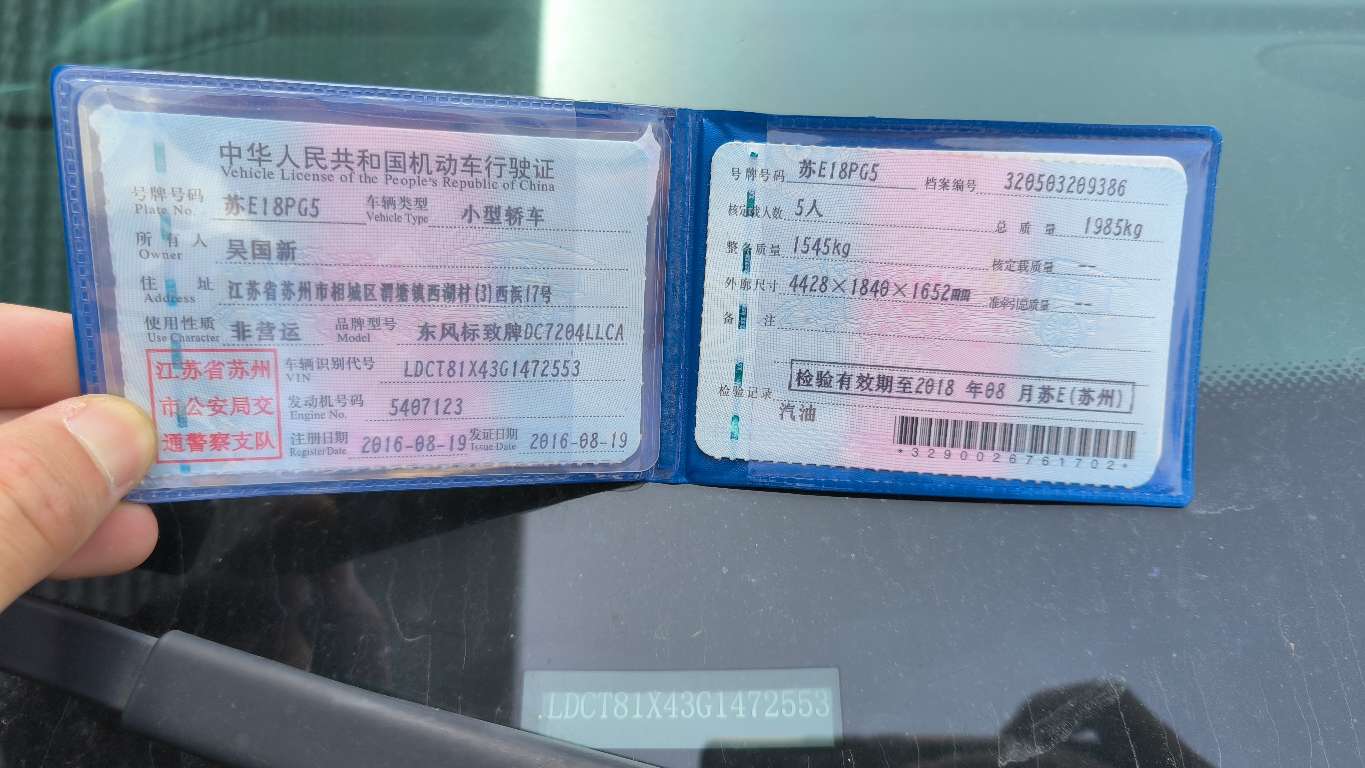 中华人民共和国机动车行驶证
Vehicle License of the People's Republic of China
号牌号码 苏E18PG5 车辆类型 小型轿车
Plate No. Vehicle Type
所有人 吴国新
Owner
住址 江苏省苏州市相城区渭塘镇西湖村(3)西浜17号
Address
使用性质 非营运 品牌型号 东风标致牌DC7204LLCA
Use Character Model
江苏省苏州
市公安局交
通警察支队
车辆识别代号 LDCT81X43G1472553
VIN
发动机号码 5407123
Engine No.
注册日期 2016-08-19 发证日期 2016-08-19
Register Date Issue Date
号牌号码 苏E18PG5 档案编号 320503209386
核定载人数 5人 总质量 1985kg
整备质量 1545kg 核定载质量 --
外廓尺寸 4428×1840×1652mm 准牵引总质量 --
备注
检验记录 检验有效期至2018 年08 月苏E(苏州)
汽油
*3290026761702*
.LDCT81X43G1472553